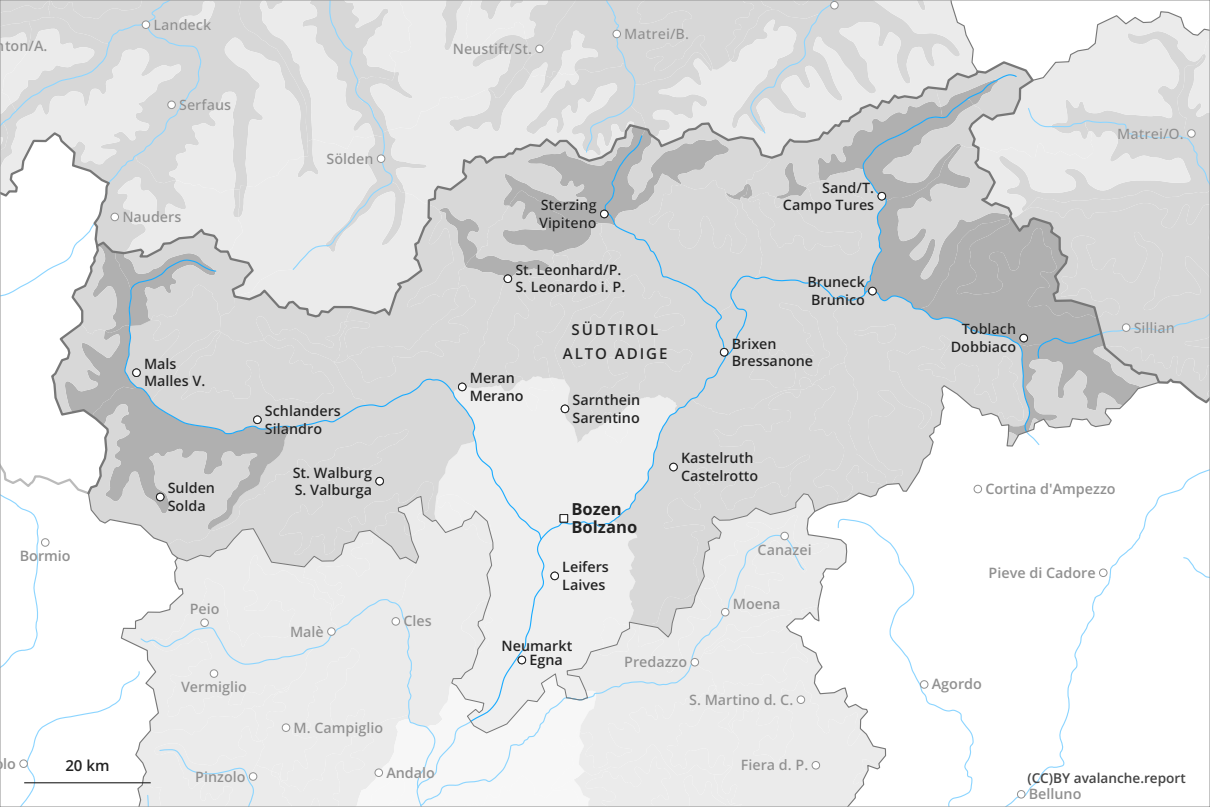 Landeck
Matrei/B.
Neustift/St.
nton/A.
Serfaus
Matrei/O.
Sölden
Sand/T.
Campo Tures
Sterzing
Vipiteno
Nauders
St. Leonhard/P.
S. Leonardo i. P.
Bruneck
Brunico
SÜDTIROL
ALTO ADIGE
Toblach
Dobbiaco
Sillian
Brixen
Bressanone
Mals
Malles V.
Meran
Merano
Sarnthein
Sarentino
Schlanders
Silandro
Kastelruth
Castelrotto
St. Walburg
S. Valburga
Sulden
Solda
Cortina d'Ampezzo
Bozen
Bolzano
Bormio
Canazei
Leifers
Laives
Pieve di Cadore
Peio
Moena
Malè
Cles
Neumarkt
Egna
Predazzo
Vermiglio
Agordo
S. Martino d. C.
M. Campiglio
olo
20 km
Pinzolo
Andalo
Fiera d. P.
(CC)BY avalanche.report
Belluno